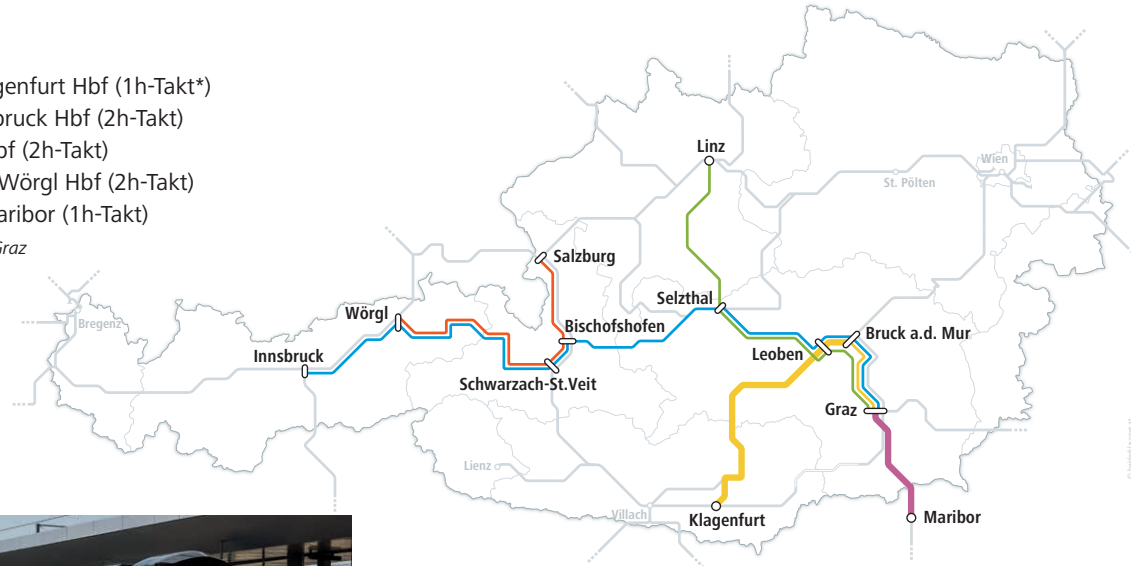 genfurt Hbf (1h-Takt*)
bruck Hbf (2h-Takt)
bf (2h-Takt)
Wörgl Hbf (2h-Takt)
aribor (1h-Takt)
Graz
Linz
Wien
St. Pölten
Salzburg
Selzthal
Wörgl
Bregenz
Bischofshofen
Bruck a.d. Mur
Innsbruck
Leoben
Schwarzach-St.Veit
Graz
Lienz
Villach
Klagenfurt
Maribor